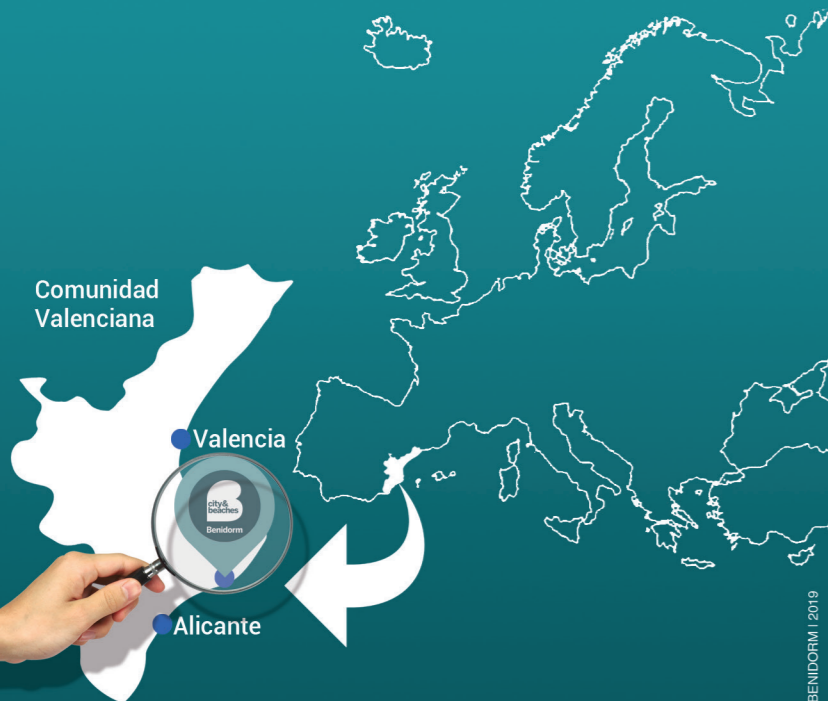 Comunidad
Valenciana
Valencia
city&
beaches
Benidorm
Alicante
BENIDORM | 2019